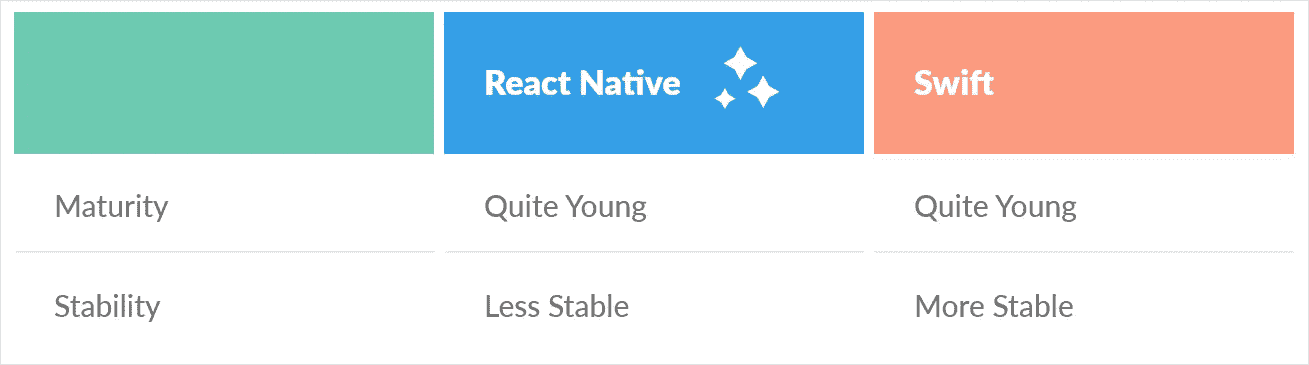 React Native
Swift
Maturity
Quite Young
Quite Young
Stability
Less Stable
More Stable